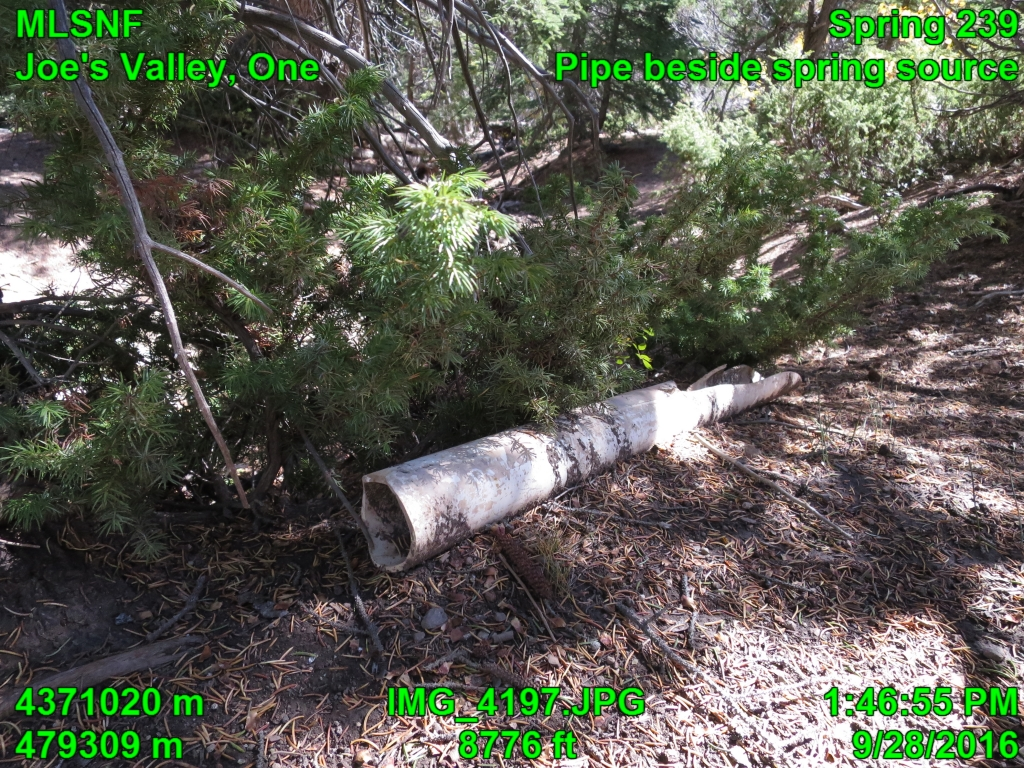 MLSNF
Joe's Valley, One
Spring 239
Pipe beside spring source
4371020 m
479309 m
IMG_4197.JPG
8776 ft
1:46:55 PM
9/28/2016